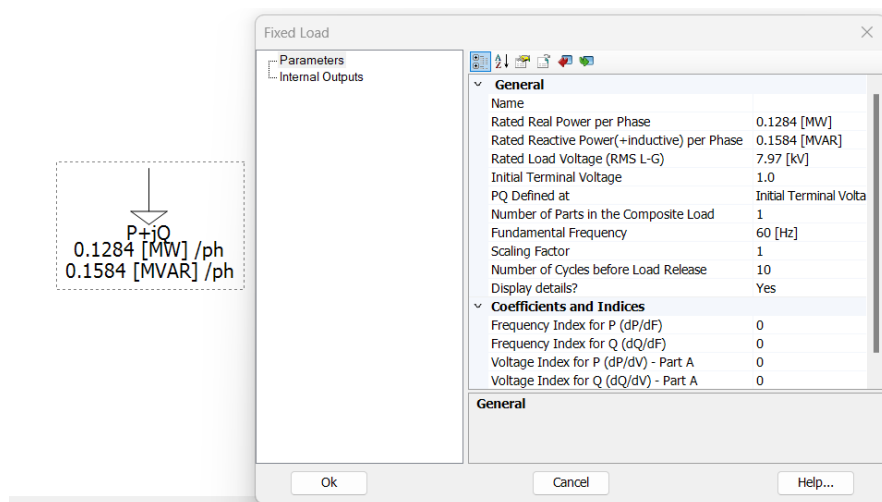 Fixed Load
Parameters
Internal Outputs
General
Name
Rated Real Power per Phase 0.1284 [MW]
Rated Reactive Power(+inductive) per Phase 0.1584 [MVAR]
Rated Load Voltage (RMS L-G) 7.97 [kV]
Initial Terminal Voltage 1.0
PQ Defined at Initial Terminal Volta
Number of Parts in the Composite Load 1
Fundamental Frequency 60 [Hz]
Scaling Factor 1
Number of Cycles before Load Release 10
Display details? Yes
Coefficients and Indices
Frequency Index for P (dP/dF) 0
Frequency Index for Q (dQ/dF) 0
Voltage Index for P (dP/dV) - Part A 0
Voltage Index for Q (dQ/dV) - Part A 0
General
Ok Cancel Help...
P+jQ
0.1284 [MW] /ph
0.1584 [MVAR] /ph